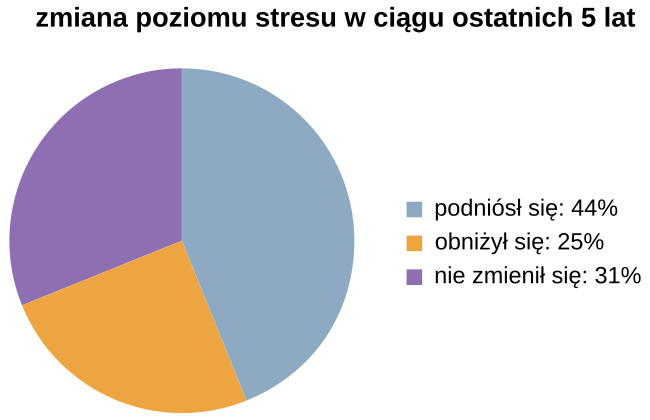 zmiana poziomu stresu w ciągu ostatnich 5 lat
podniósł się: 44%
obniżył się: 25%
nie zmienił się: 31%